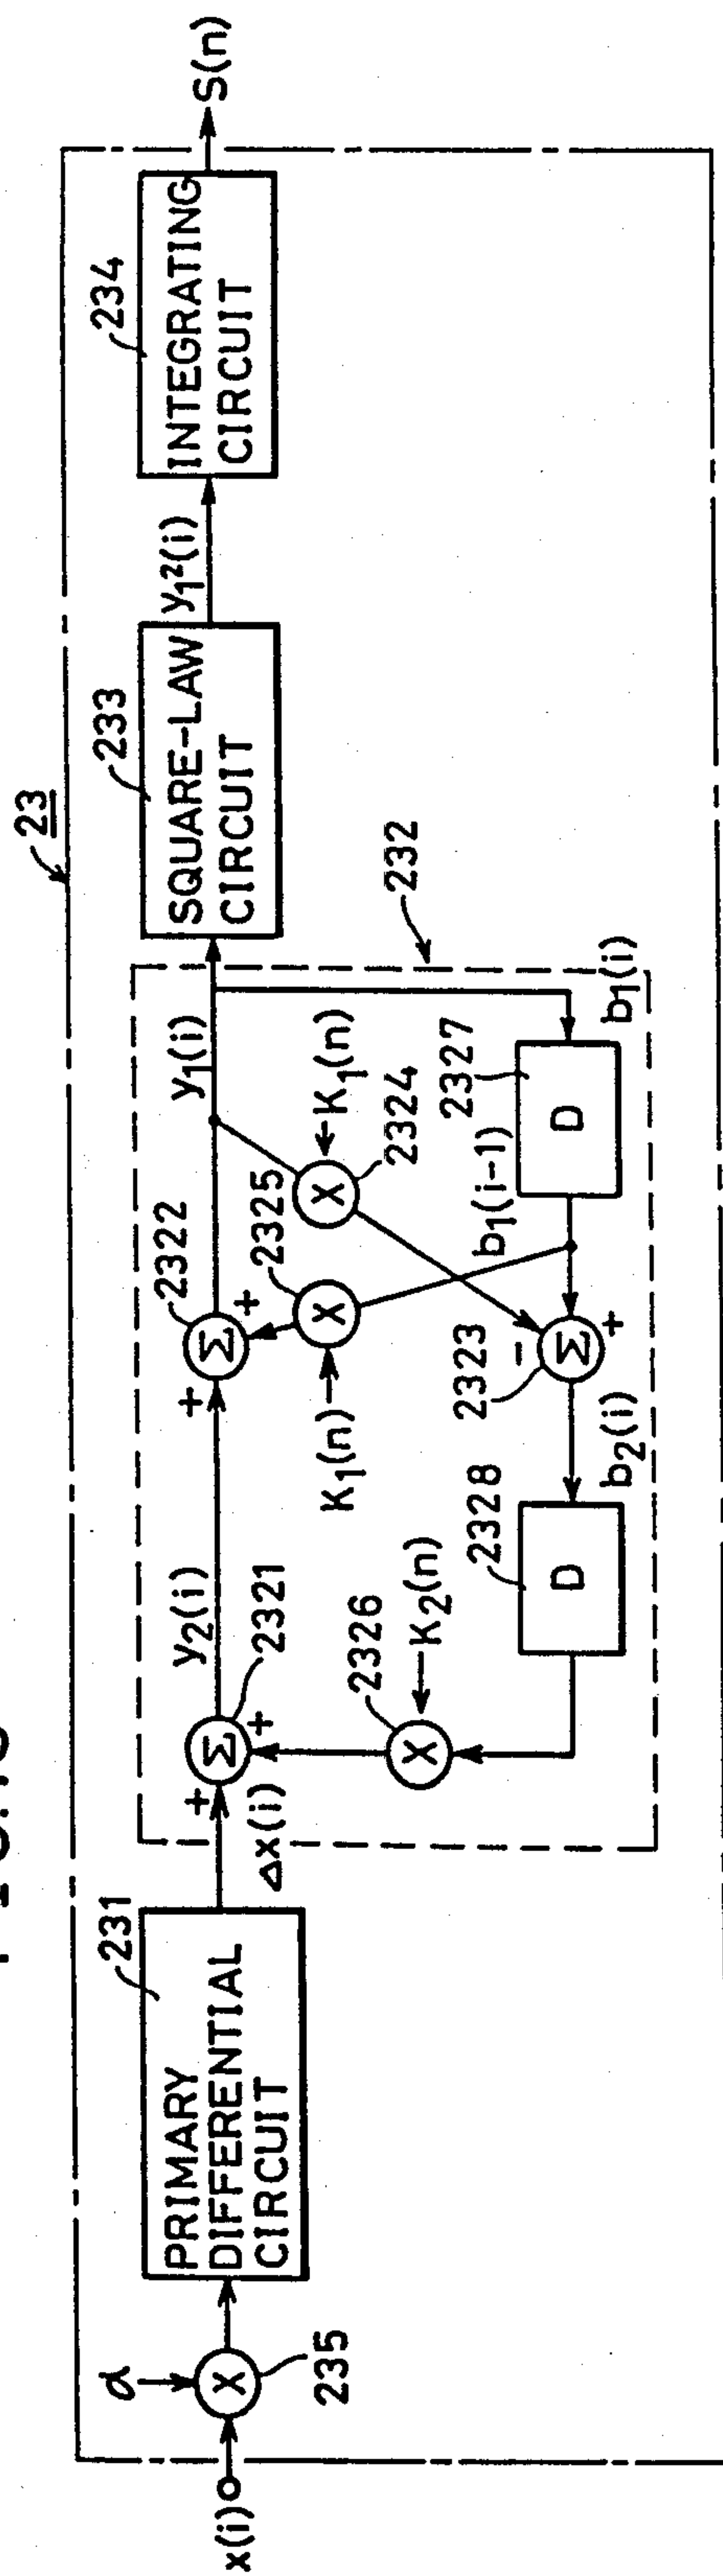 23
x(i)
α
235
231
PRIMARY
DIFFERENTIAL
CIRCUIT
Δx(i)
+
+
Σ
2321
y2(i)
2326
X
K2(n)
2328
D
b2(i)
+
+
Σ
2322
K1(n)
X
2325
2323
Σ
-
+
X
K1(n)
2324
b1(i-1)
2327
D
b1(i)
y1(i)
232
233
SQUARE-LAW
CIRCUIT
y1²(i)
234
INTEGRATING
CIRCUIT
S(n)
X